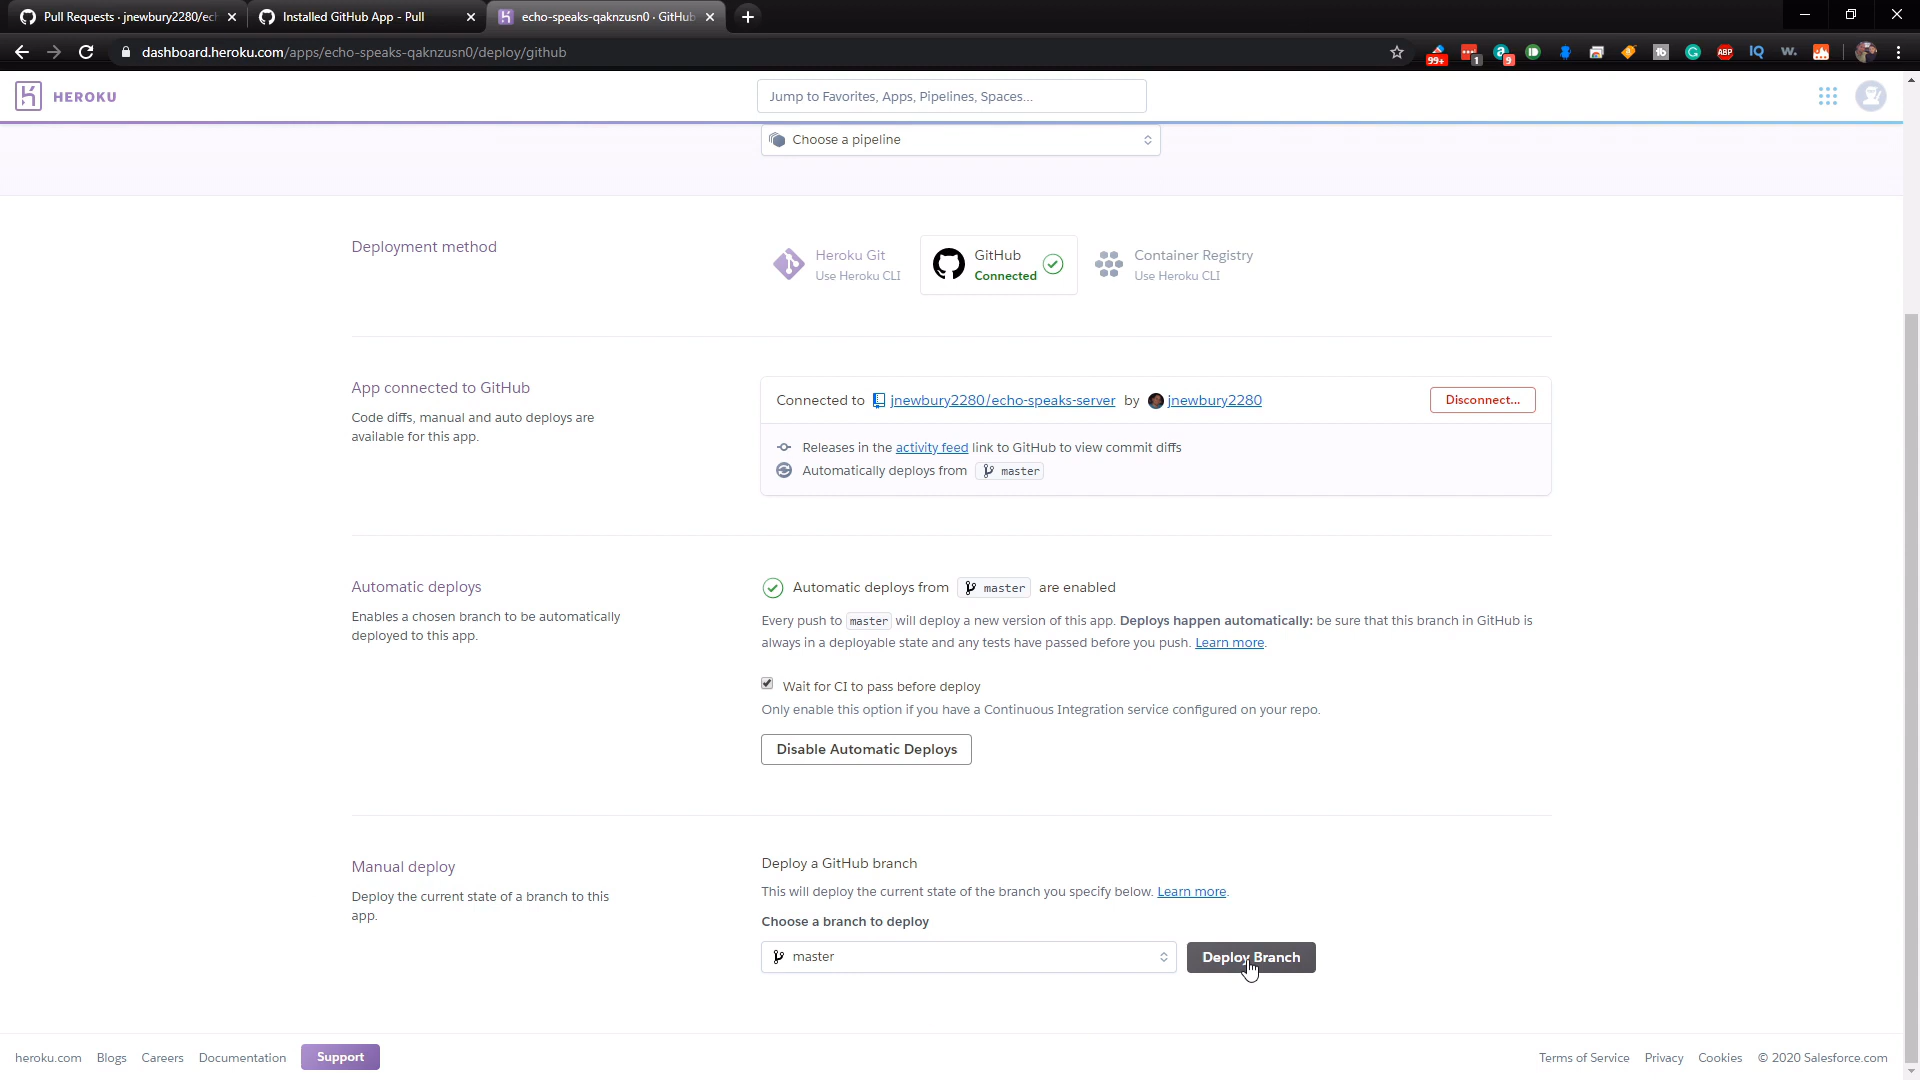 Pull Requests · jnewbury2280/ech
Installed GitHub App - Pull
echo-speaks-qaknzusn0 · GitHub
dashboard.heroku.com/apps/echo-speaks-qaknzusn0/deploy/github
99+
1
9
ABP
IQ
w.
HEROKU
Jump to Favorites, Apps, Pipelines, Spaces...
Choose a pipeline
Deployment method
Heroku Git
Use Heroku CLI
GitHub
Connected
Container Registry
Use Heroku CLI
App connected to GitHub
Code diffs, manual and auto deploys are
available for this app.
Connected to jnewbury2280/echo-speaks-server by jnewbury2280
Disconnect...
Releases in the activity feed link to GitHub to view commit diffs
Automatically deploys from master
Automatic deploys
Enables a chosen branch to be automatically
deployed to this app.
Automatic deploys from master are enabled
Every push to master will deploy a new version of this app. Deploys happen automatically: be sure that this branch in GitHub is
always in a deployable state and any tests have passed before you push. Learn more.
Wait for CI to pass before deploy
Only enable this option if you have a Continuous Integration service configured on your repo.
Disable Automatic Deploys
Manual deploy
Deploy the current state of a branch to this
app.
Deploy a GitHub branch
This will deploy the current state of the branch you specify below. Learn more.
Choose a branch to deploy
master
Deploy Branch
heroku.com
Blogs
Careers
Documentation
Support
Terms of Service
Privacy
Cookies
© 2020 Salesforce.com